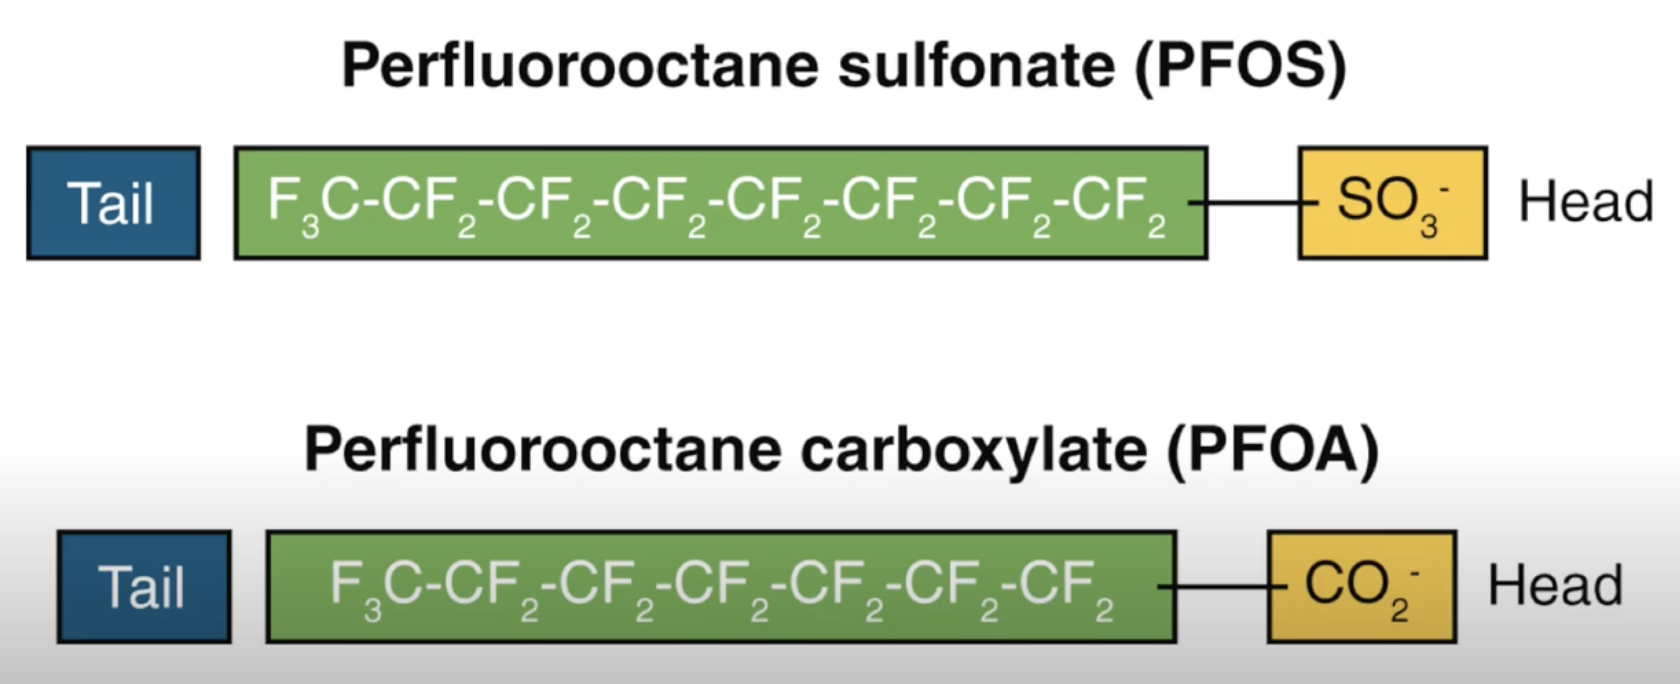 Perfluorooctane sulfonate (PFOS)
Tail F₃C-CF₂-CF₂-CF₂-CF₂-CF₂-CF₂-CF₂ SO₃⁻ Head
Perfluorooctane carboxylate (PFOA)
Tail F₃C-CF₂-CF₂-CF₂-CF₂-CF₂-CF₂ CO₂⁻ Head